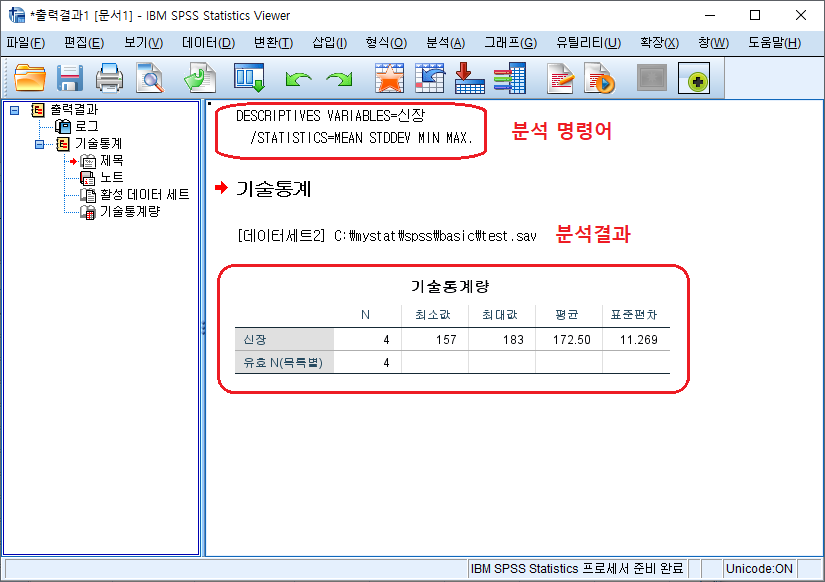 *출력결과1 [문서1] - IBM SPSS Statistics Viewer
파일(F) 편집(E) 보기(V) 데이터(D) 변환(T) 삽입(I) 형식(O) 분석(A) 그래프(G) 유틸리티(U) 확장(X) 창(W) 도움말(H)
출력결과
로그
기술통계
제목
노트
활성 데이터 세트
기술통계량
DESCRIPTIVES VARIABLES=신장
/STATISTICS=MEAN STDDEV MIN MAX.
분석 명령어
기술통계
[데이터세트2] C:₩mystat₩spss₩basic₩test.sav
분석결과
기술통계량
N 최소값 최대값 평균 표준편차
신장 4 157 183 172.50 11.269
유효 N(목록별) 4
IBM SPSS Statistics 프로세서 준비 완료 Unicode:ON